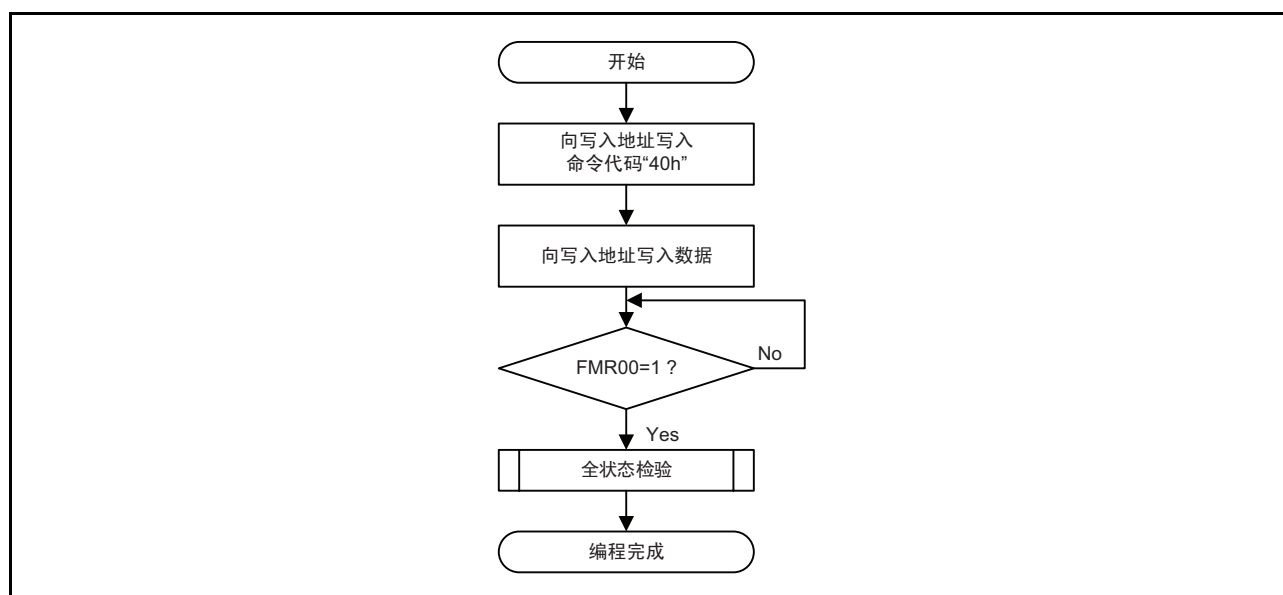 开始
向写入地址写入
命令代码“40h”
向写入地址写入数据
FMR00=1 ?
No
Yes
全状态检验
编程完成